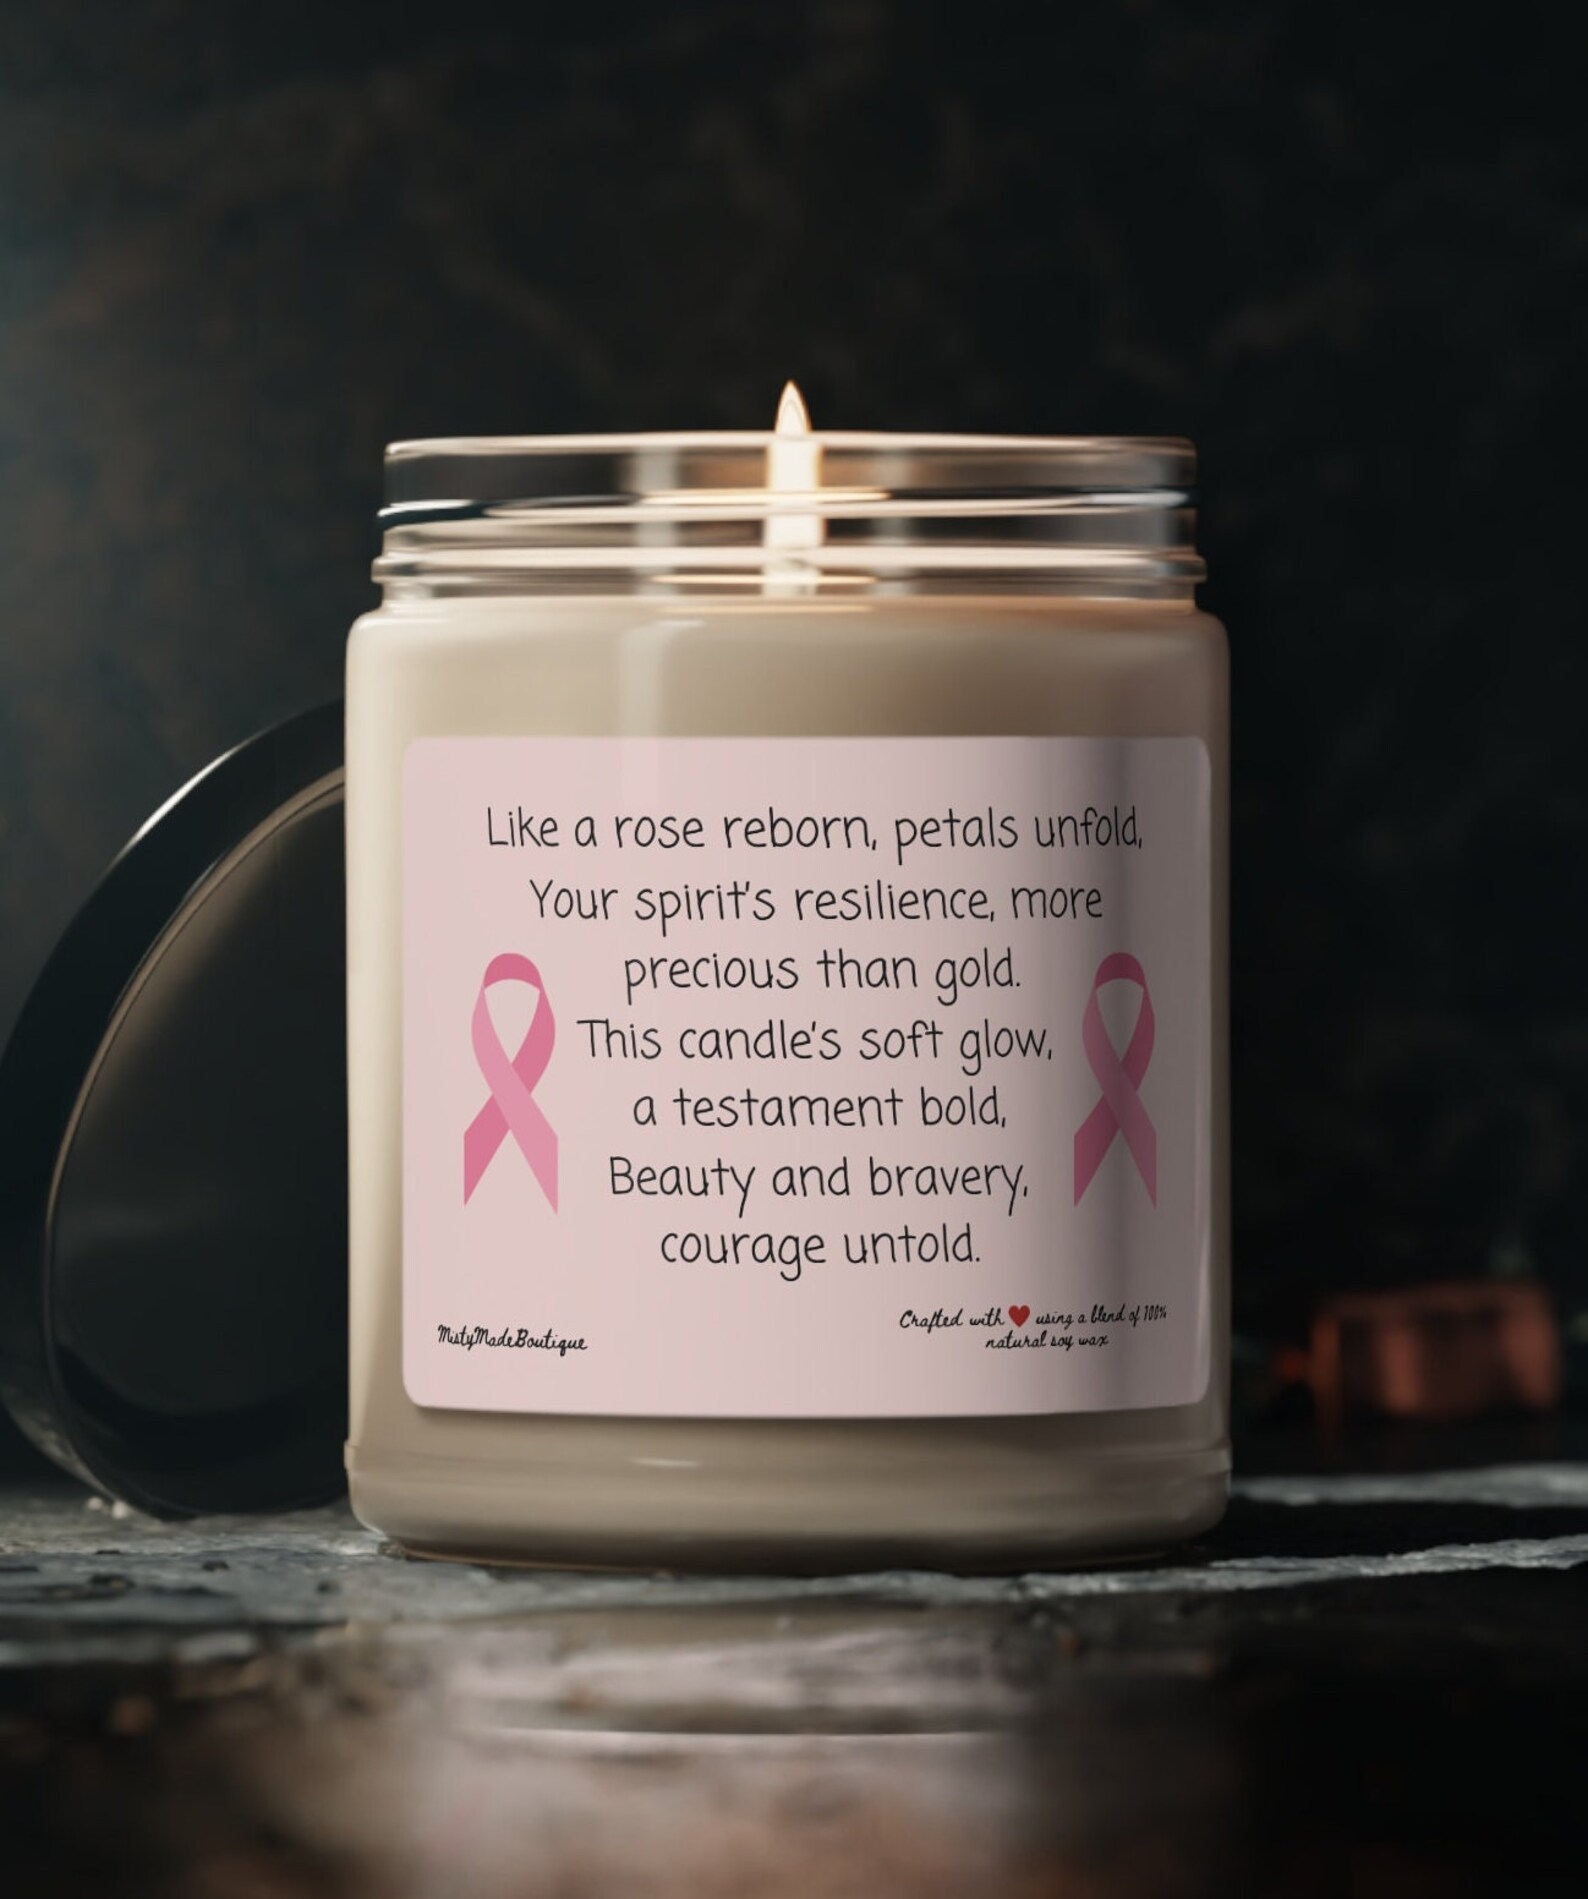 Like a rose reborn, petals unfold,
Your spirit's resilience, more
precious than gold.
This candle's soft glow,
a testament bold,
Beauty and bravery,
courage untold.
MistyMadeBoutique
Crafted with ❤ using a blend of 100%
natural soy wax